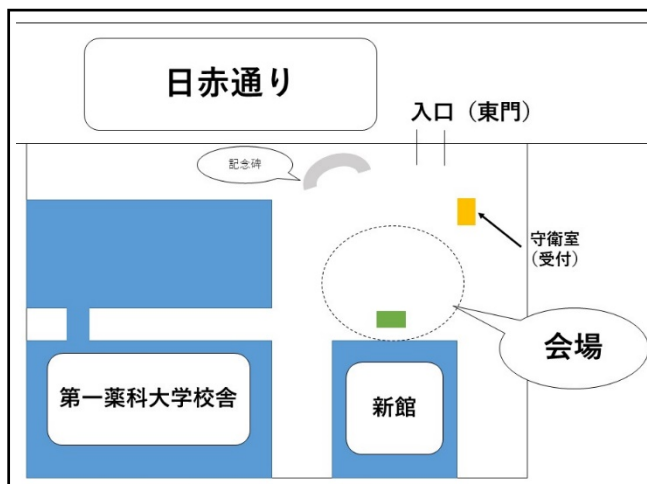 日赤通り
入口（東門）
記念碑
守衛室
（受付）
会場
第一薬科大学校舎
新館